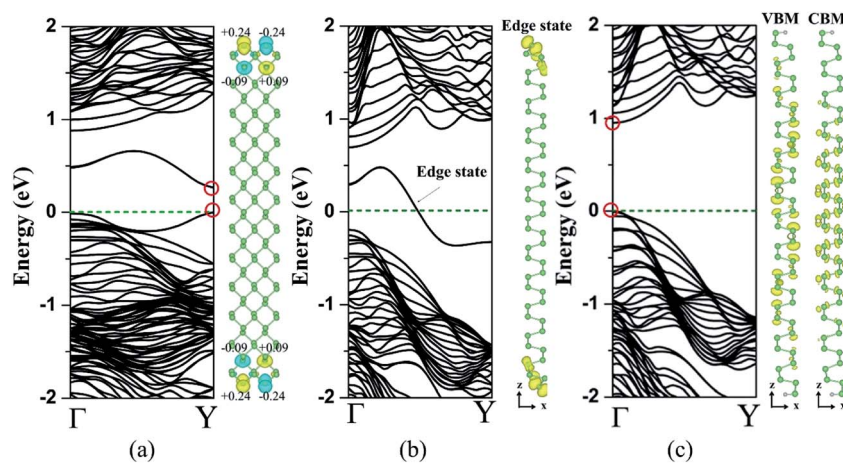 +0.24 -0.24
-0.09 +0.09
-0.09 +0.09
+0.24 -0.24
Energy (eV)
2
1
0
-1
-2
Γ Y
(a)
Edge state
Edge state
Energy (eV)
2
1
0
-1
-2
Γ Y
z
x
(b)
VBM CBM
Energy (eV)
2
1
0
-1
-2
Γ Y
z
x
z
x
(c)